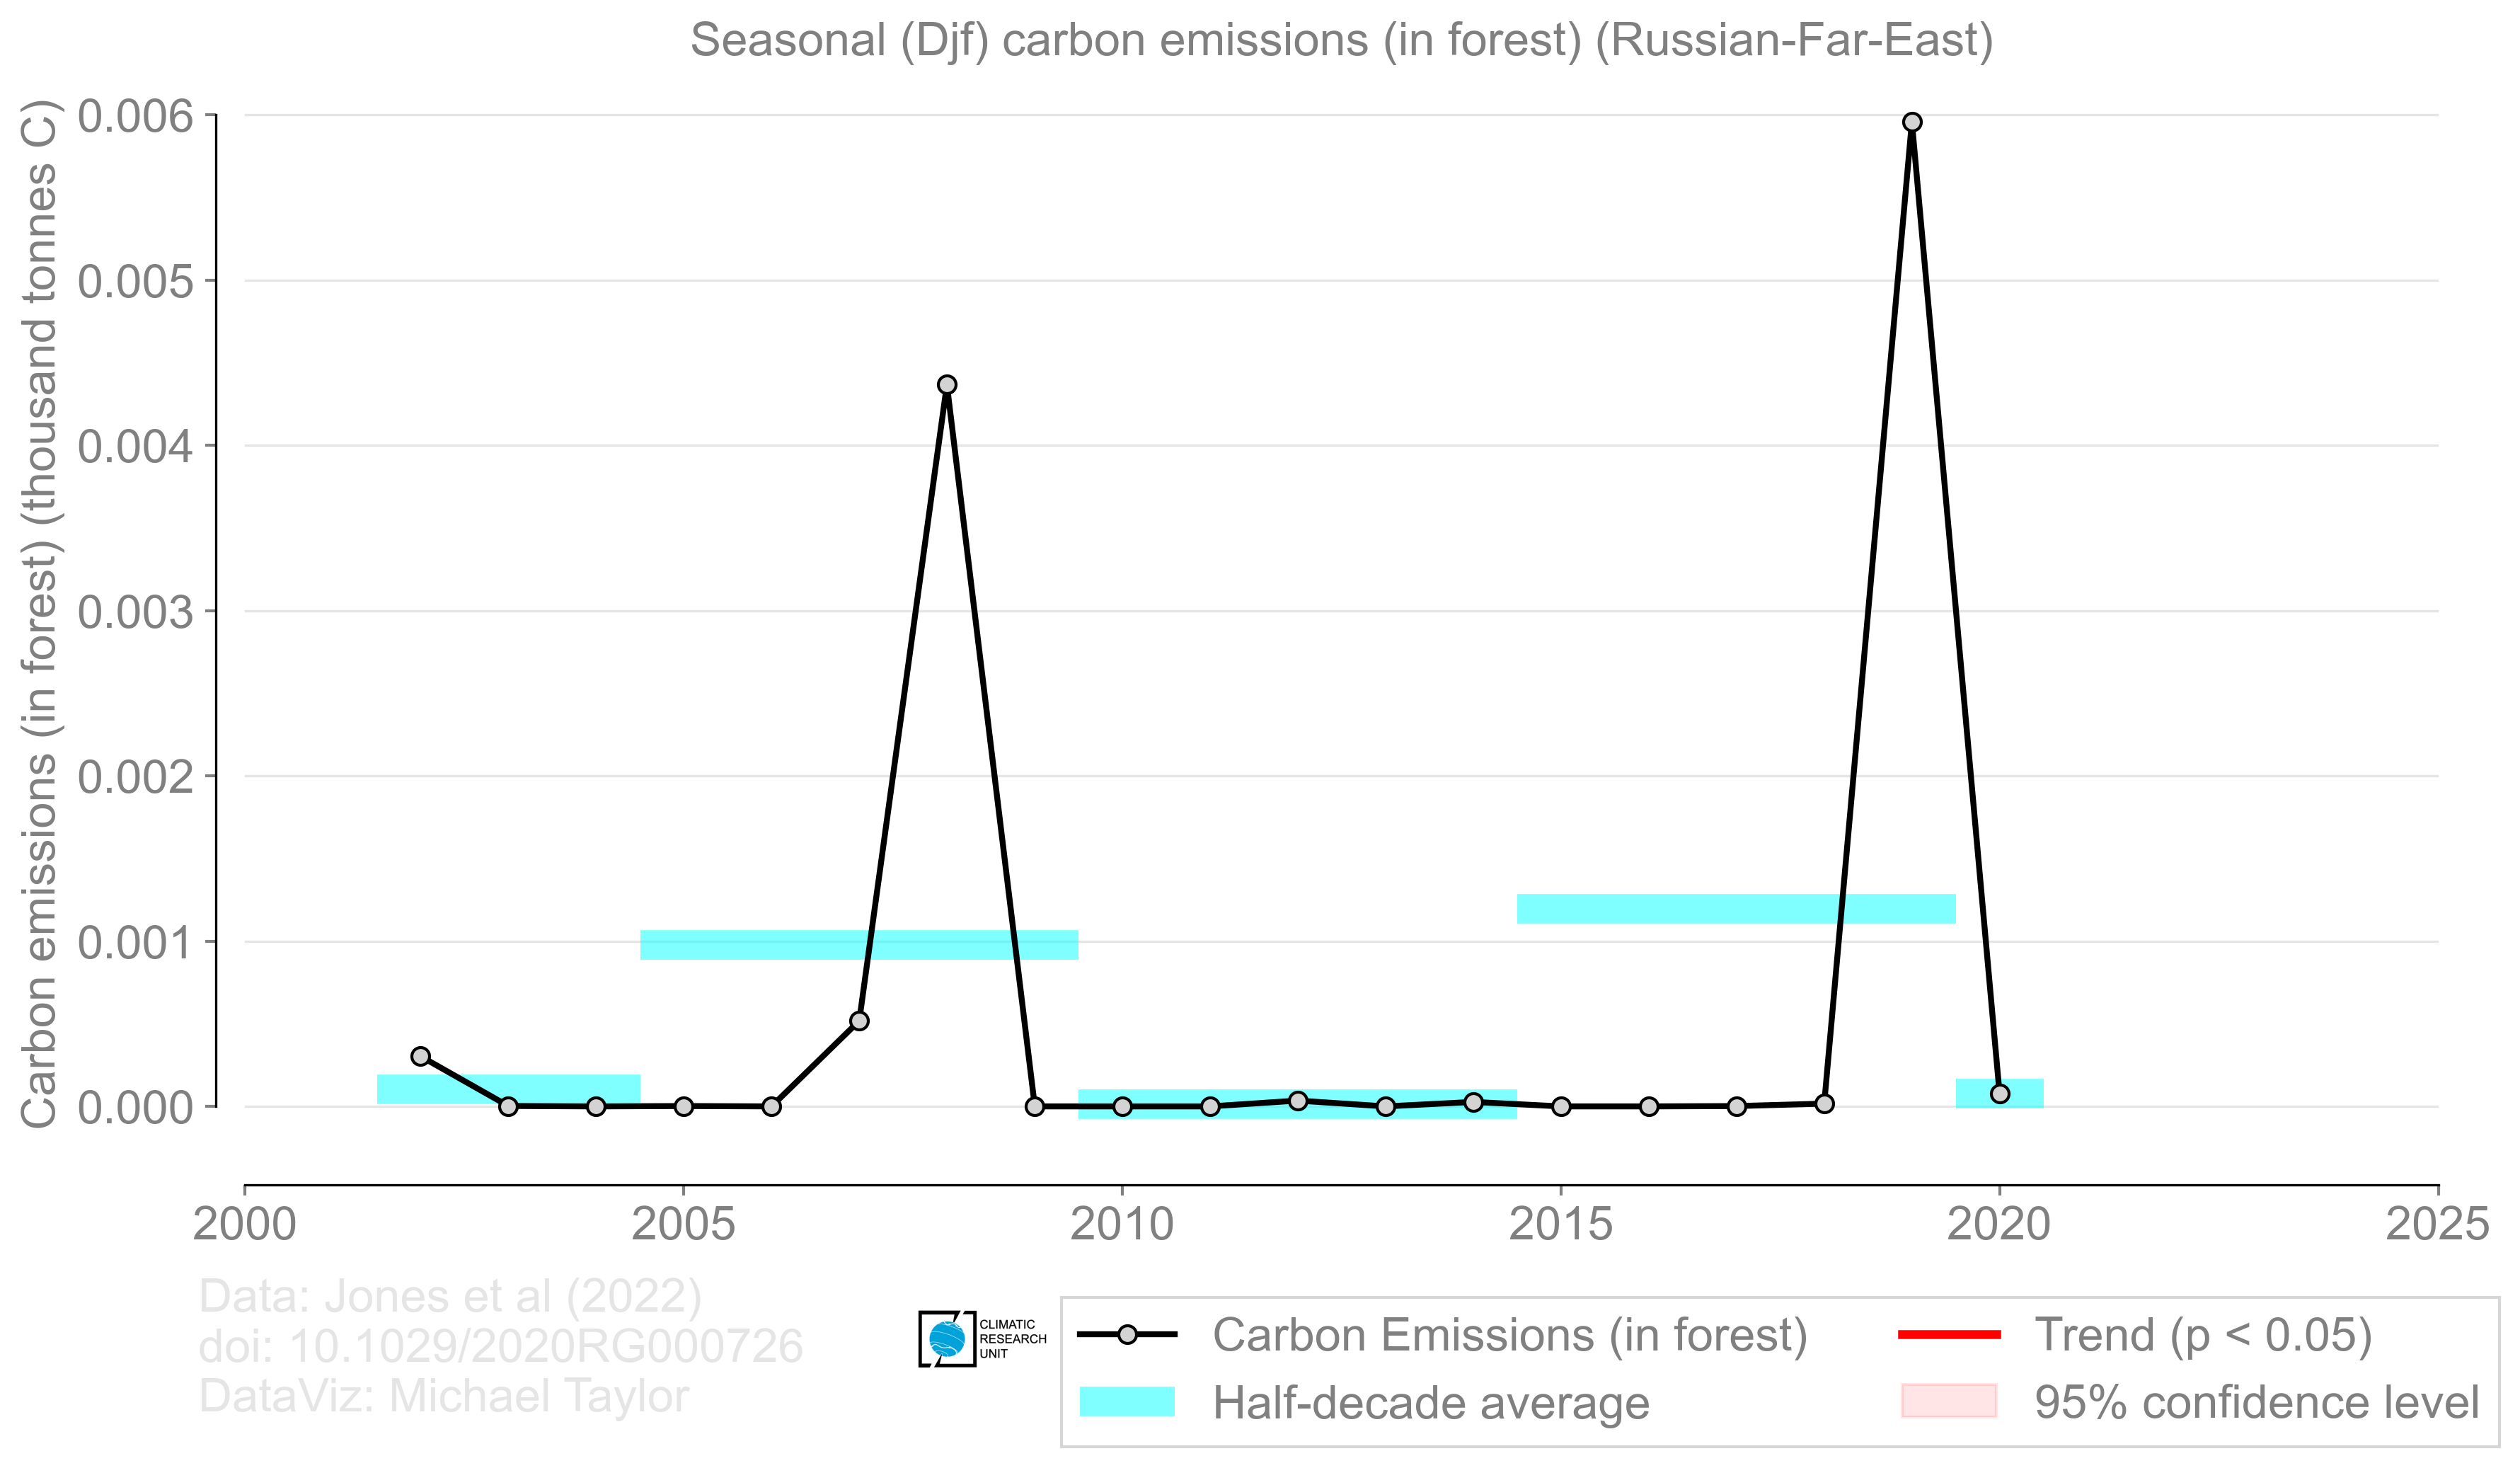 Seasonal (Djf) carbon emissions (in forest) (Russian-Far-East)
Carbon emissions (in forest) (thousand tonnes C)
0.006
0.005
0.004
0.003
0.002
0.001
0.000
2000 2005 2010 2015 2020 2025
Data: Jones et al (2022)
doi: 10.1029/2020RG000726
DataViz: Michael Taylor
CLIMATIC
RESEARCH
UNIT
Carbon Emissions (in forest)
Half-decade average
Trend (p < 0.05)
95% confidence level